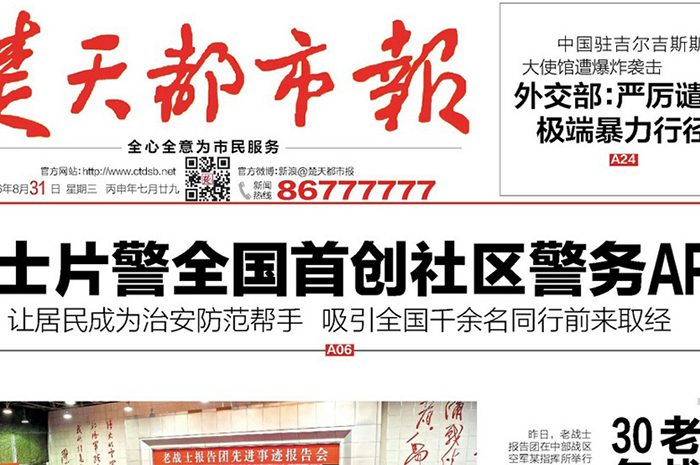 楚天都市報
全心全意为市民服务
官方网站:http://www.ctdsb.net
官方微博:新浪@楚天都市报
6年8月31日 星期三 丙申年七月廿九
新闻热线 86777777
中国驻吉尔吉斯斯
大使馆遭爆炸袭击
外交部:严厉谴
极端暴力行径
A24
士片警全国首创社区警务AP
让居民成为治安防范帮手 吸引全国千余名同行前来取经
A06
老战士报告团先进事迹报告会
昨日,老战士
报告团在中部战区
空军某指挥所举行
30老